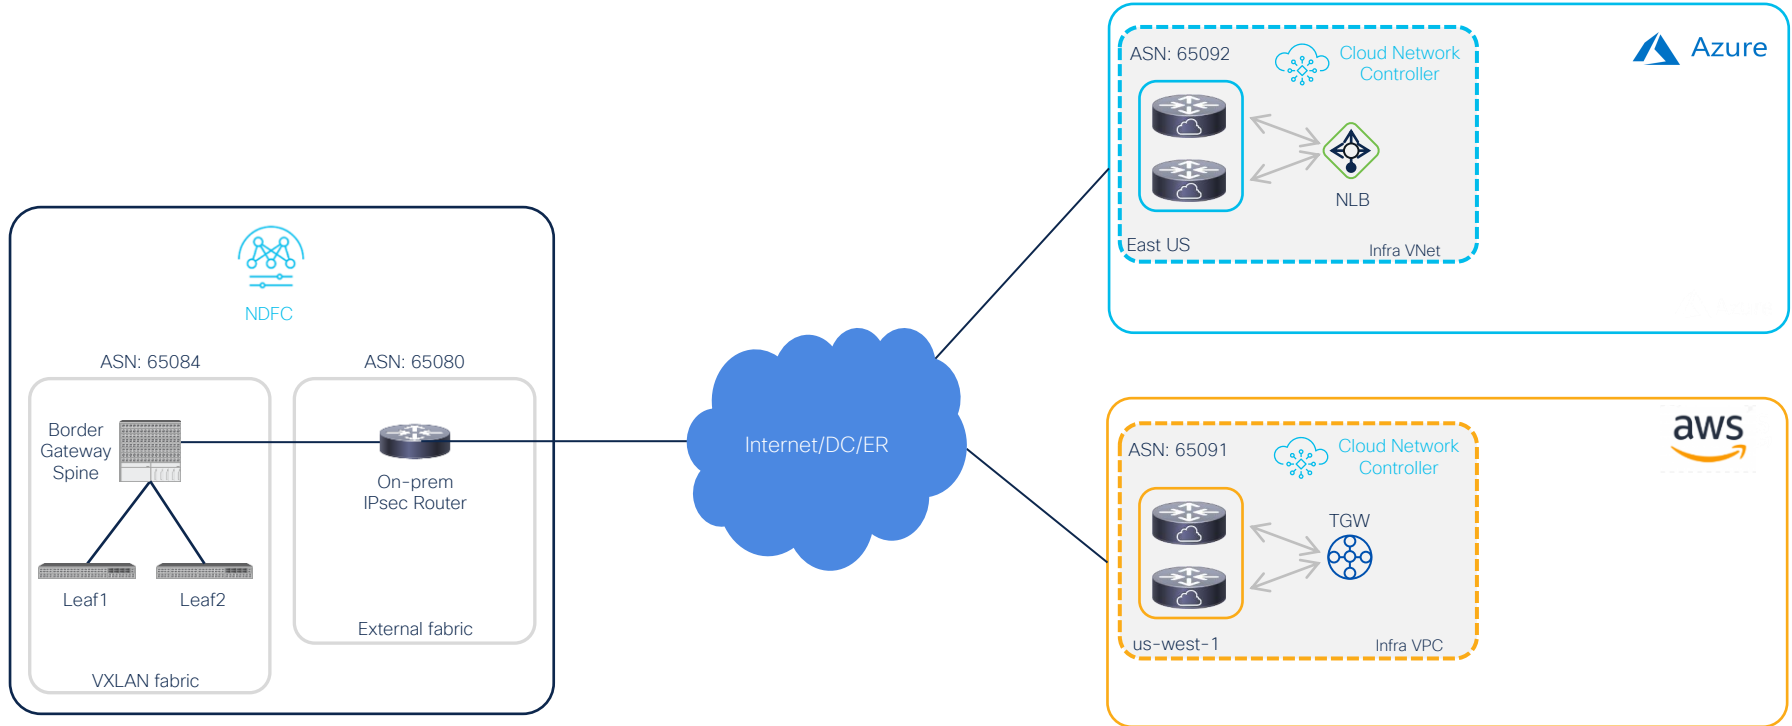 NDFC
ASN: 65084
ASN: 65080
Border
Gateway
Spine
On-prem
IPsec Router
Leaf1
Leaf2
External fabric
VXLAN fabric
Internet/DC/ER
ASN: 65092
Cloud Network
Controller
Azure
NLB
East US
Infra VNet
ASN: 65091
Cloud Network
Controller
aws
TGW
us-west-1
Infra VPC